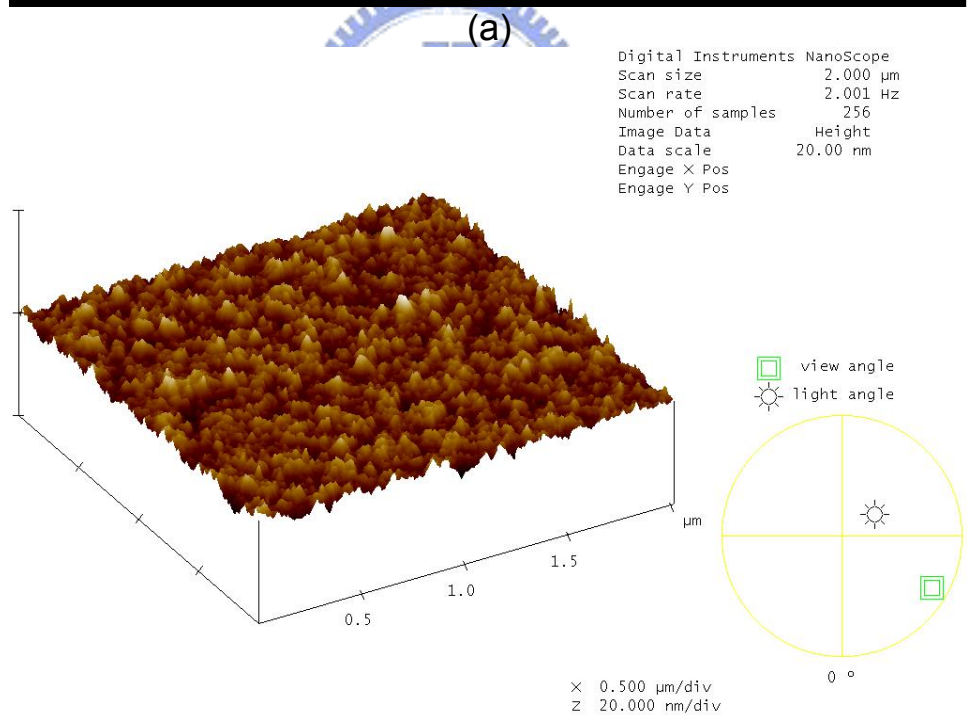 (a)
Digital Instruments NanoScope
Scan size 2.000 µm
Scan rate 2.001 Hz
Number of samples 256
Image Data Height
Data scale 20.00 nm
Engage X Pos
Engage Y Pos
view angle
light angle
µm
1.5
1.0
0.5
0 °
X 0.500 µm/div
Z 20.000 nm/div